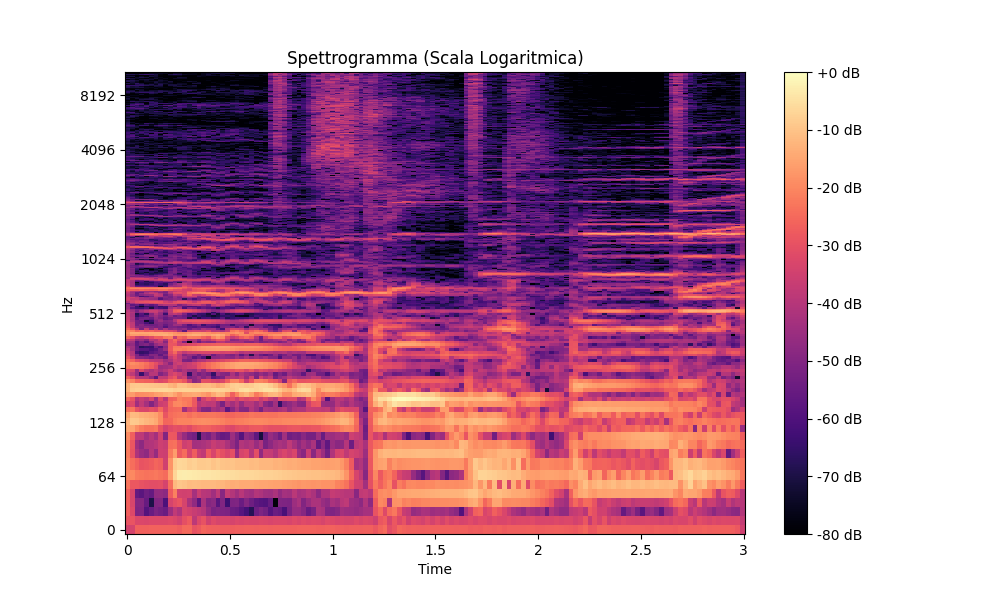 Spettrogramma (Scala Logaritmica)
Hz
8192
4096
2048
1024
512
256
128
64
0
0 0.5 1 1.5 2 2.5 3
Time
+0 dB
-10 dB
-20 dB
-30 dB
-40 dB
-50 dB
-60 dB
-70 dB
-80 dB